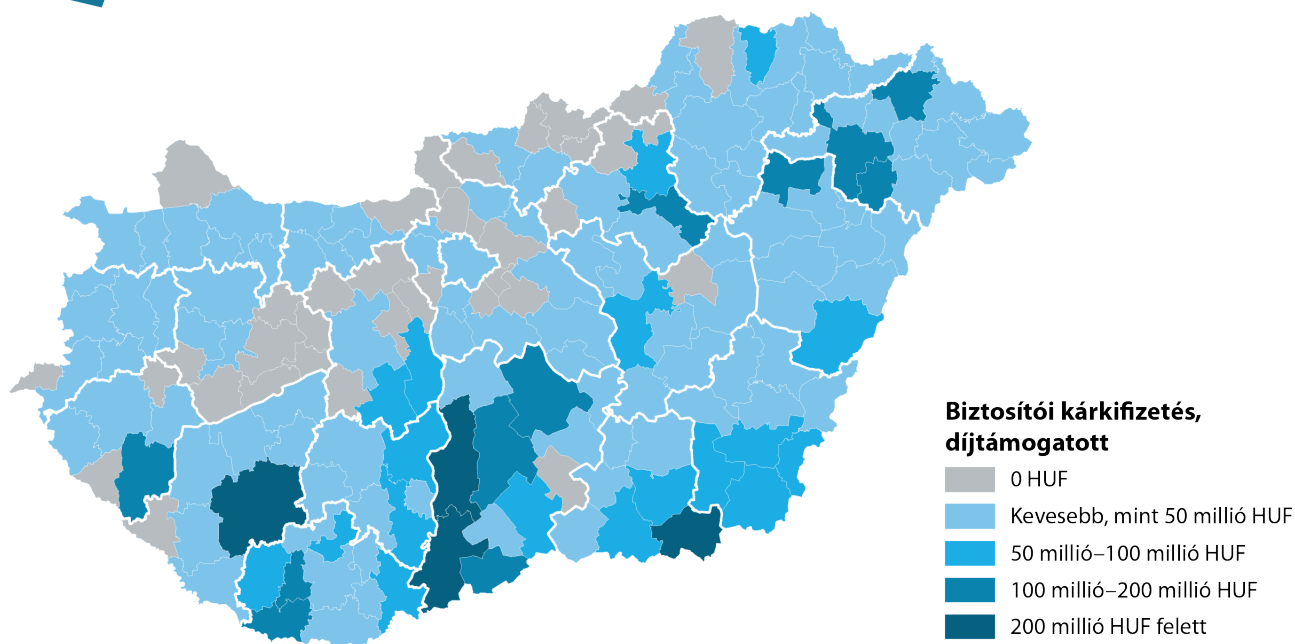 Biztosítói kárkifizetés,
díjtámogatott
0 HUF
Kevesebb, mint 50 millió HUF
50 millió–100 millió HUF
100 millió–200 millió HUF
200 millió HUF felett